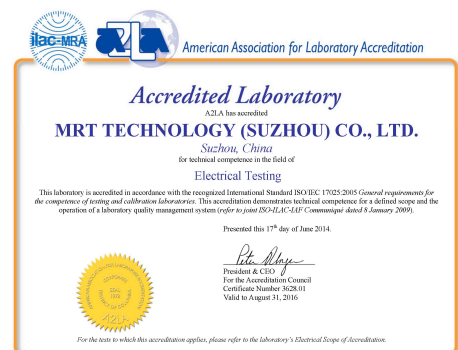 ilac-MRA
A2LA
American Association for Laboratory Accreditation
Accredited Laboratory
A2LA has accredited
MRT TECHNOLOGY (SUZHOU) CO., LTD.
Suzhou, China
for technical competence in the field of
Electrical Testing
This laboratory is accredited in accordance with the recognized International Standard ISO/IEC 17025:2005 General requirements for
the competence of testing and calibration laboratories. This accreditation demonstrates technical competence for a defined scope and the
operation of a laboratory quality management system (refer to joint ISO-ILAC-IAF Communiqué dated 8 January 2009).
Presented this 17th day of June 2014.
President & CEO
For the Accreditation Council
Certificate Number 3628.01
Valid to August 31, 2016
SEAL
1978
A2LA
For the tests to which this accreditation applies, please refer to the laboratory's Electrical Scope of Accreditation.